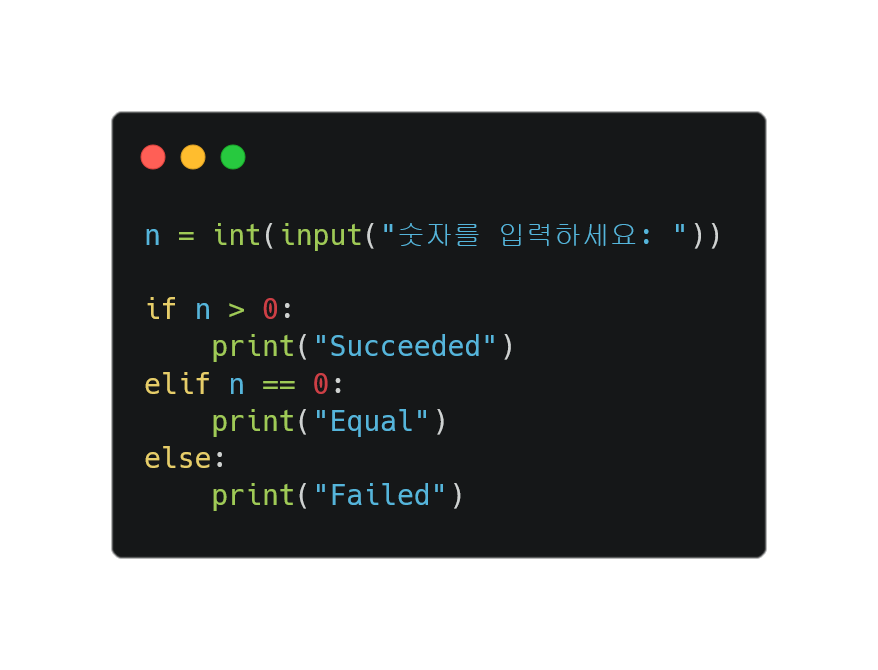 n = int(input("숫자를 입력하세요: "))
if n > 0:
    print("Succeeded")
elif n == 0:
    print("Equal")
else:
    print("Failed")